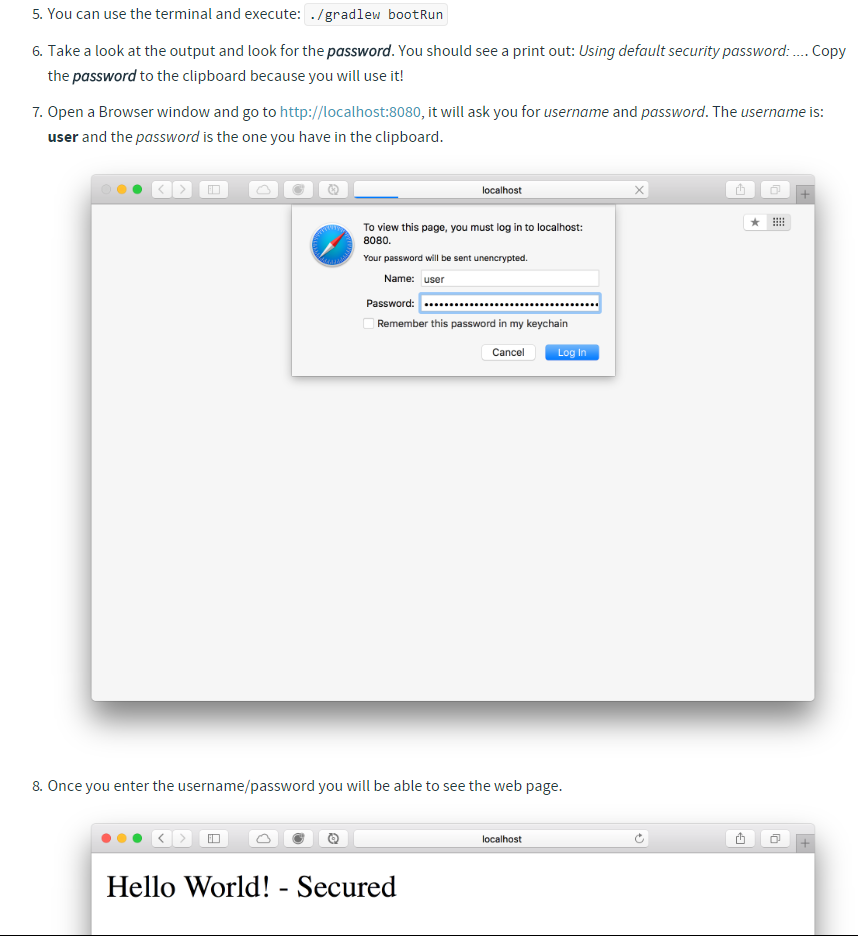 5. You can use the terminal and execute: ./gradlew bootRun
6. Take a look at the output and look for the password. You should see a print out: Using default security password: .... Copy
the password to the clipboard because you will use it!
7. Open a Browser window and go to http://localhost:8080, it will ask you for username and password. The username is:
user and the password is the one you have in the clipboard.
localhost
To view this page, you must log in to localhost:
8080.
Your password will be sent unencrypted.
Name: user
Password:
Remember this password in my keychain
Cancel Log In
8. Once you enter the username/password you will be able to see the web page.
localhost
Hello World! - Secured